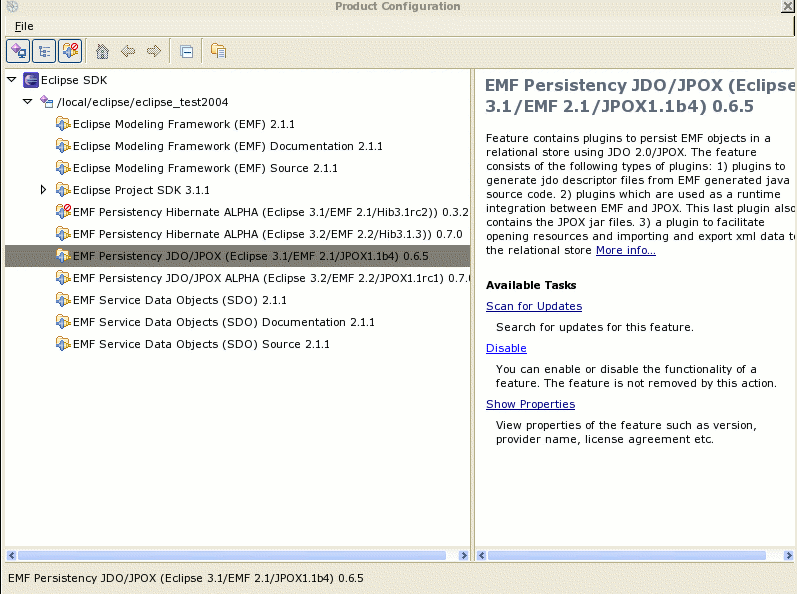 Product Configuration
File
Eclipse SDK
/local/eclipse/eclipse_test2004
Eclipse Modeling Framework (EMF) 2.1.1
Eclipse Modeling Framework (EMF) Documentation 2.1.1
Eclipse Modeling Framework (EMF) Source 2.1.1
Eclipse Project SDK 3.1.1
EMF Persistency Hibernate ALPHA (Eclipse 3.1/EMF 2.1/Hib3.1rc2)) 0.3.2
EMF Persistency Hibernate ALPHA (Eclipse 3.2/EMF 2.2/Hib3.1.3)) 0.7.0
EMF Persistency JDO/JPOX (Eclipse 3.1/EMF 2.1/JPOX1.1b4) 0.6.5
EMF Persistency JDO/JPOX ALPHA (Eclipse 3.2/EMF 2.2/JPOX1.1rc1) 0.7.0
EMF Service Data Objects (SDO) 2.1.1
EMF Service Data Objects (SDO) Documentation 2.1.1
EMF Service Data Objects (SDO) Source 2.1.1
EMF Persistency JDO/JPOX (Eclipse
3.1/EMF 2.1/JPOX1.1b4) 0.6.5
Feature contains plugins to persist EMF objects in a
relational store using JDO 2.0/JPOX. The feature
consists of the following types of plugins: 1) plugins to
generate jdo descriptor files from EMF generated java
source code. 2) plugins which are used as a runtime
integration between EMF and JPOX. This last plugin also
contains the JPOX jar files. 3) a plugin to facilitate
opening resources and importing and export xml data to
the relational store More info...
Available Tasks
Scan for Updates
Search for updates for this feature.
Disable
You can enable or disable the functionality of a
feature. The feature is not removed by this action.
Show Properties
View properties of the feature such as version,
provider name, license agreement etc.
EMF Persistency JDO/JPOX (Eclipse 3.1/EMF 2.1/JPOX1.1b4) 0.6.5